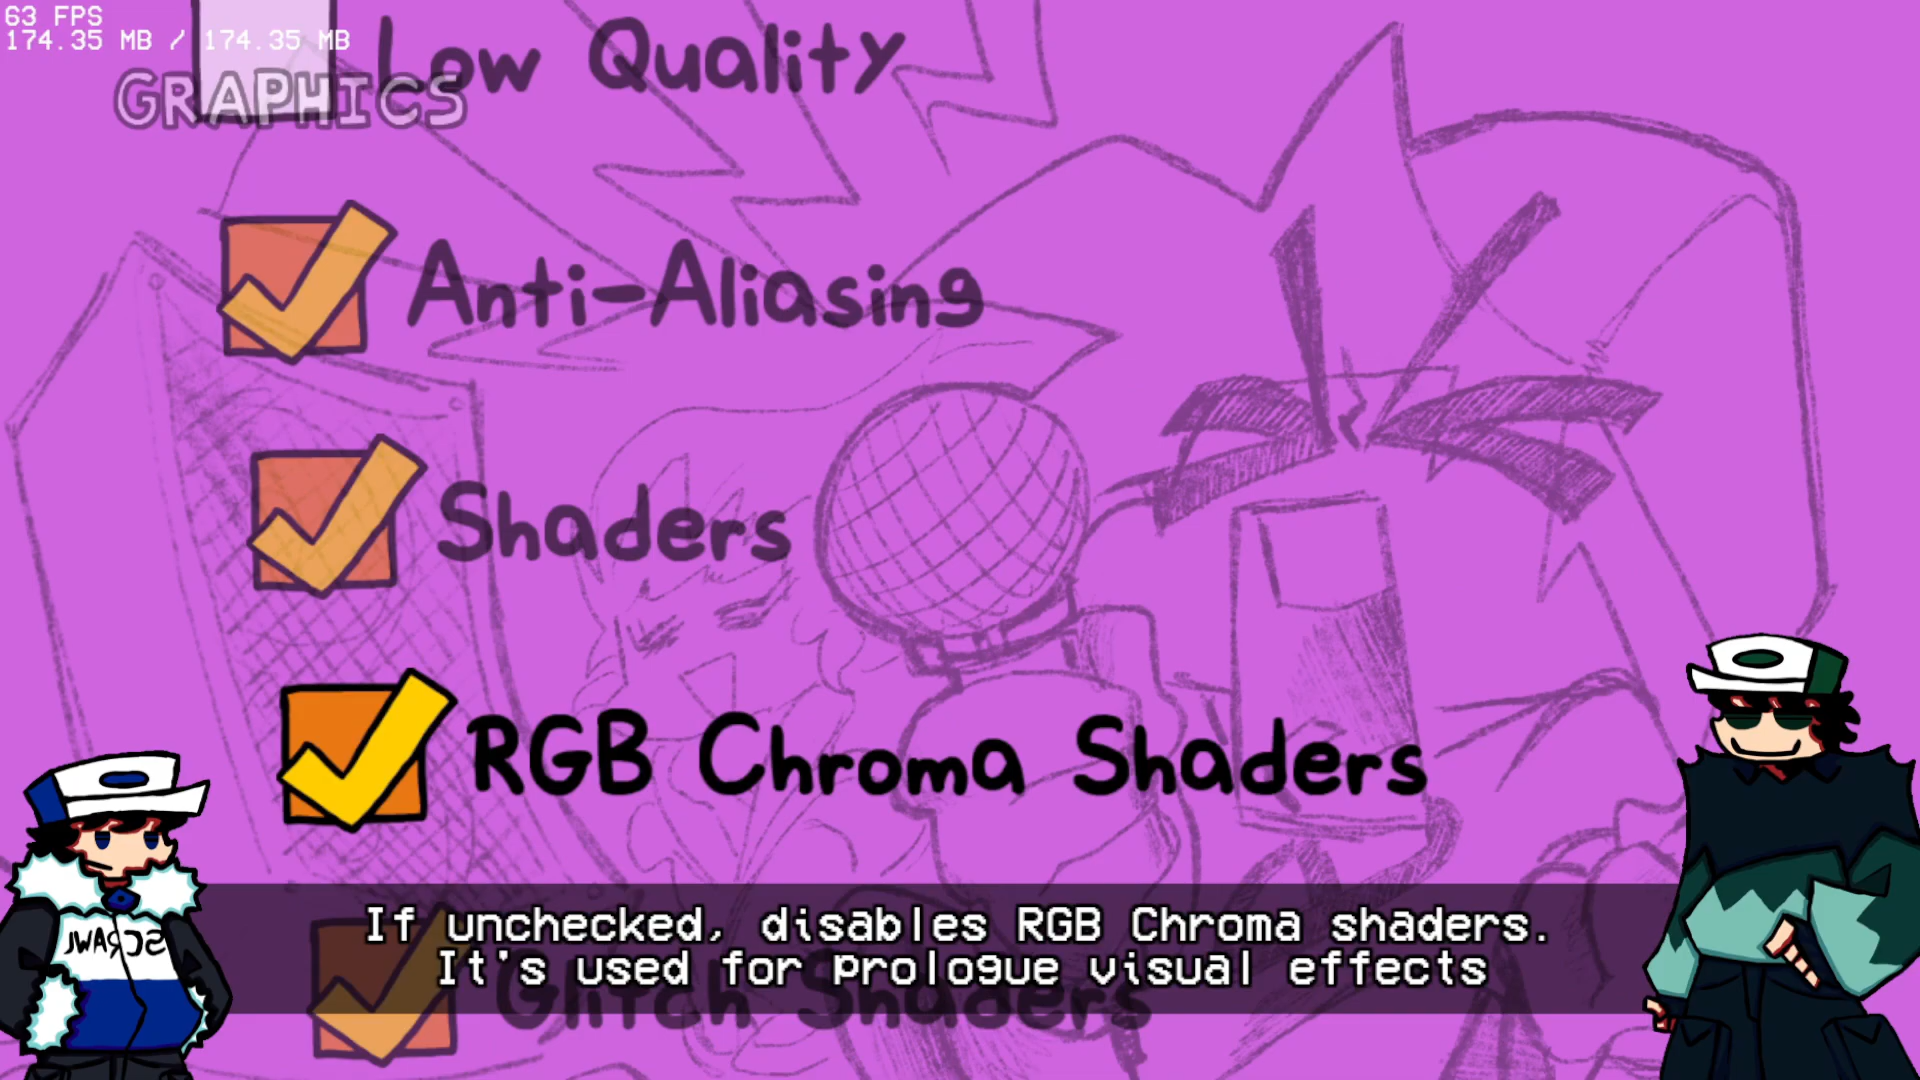 63 FPS
174.35 MB / 174.35 MB
Low Quality
GRAPHICS
Anti-Aliasing
Shaders
RGB Chroma Shaders
If unchecked, disables RGB Chroma shaders.
It's used for prologue visual effects
Glitch Shaders
SCRAWL